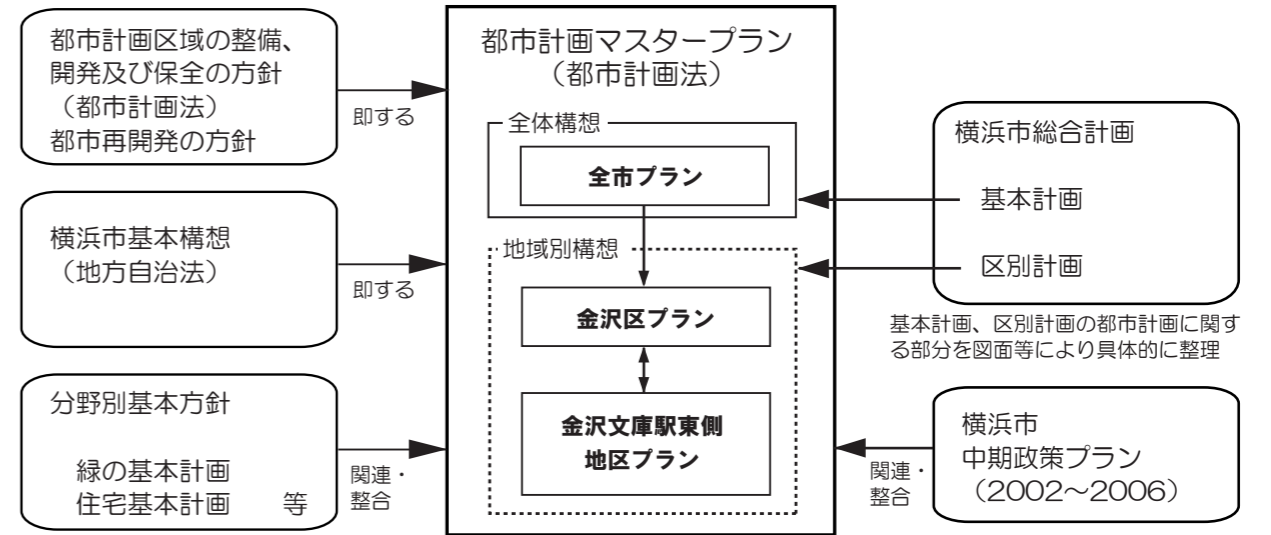 都市計画区域の整備、
開発及び保全の方針
（都市計画法）
都市再開発の方針
即する
横浜市基本構想
（地方自治法）
即する
分野別基本方針
緑の基本計画
住宅基本計画　等
関連・
整合
都市計画マスタープラン
（都市計画法）
全体構想
全市プラン
地域別構想
金沢区プラン
金沢文庫駅東側
地区プラン
横浜市総合計画
基本計画
区別計画
基本計画、区別計画の都市計画に関す
る部分を図面等により具体的に整理
関連・
整合
横浜市
中期政策プラン
（2002～2006）